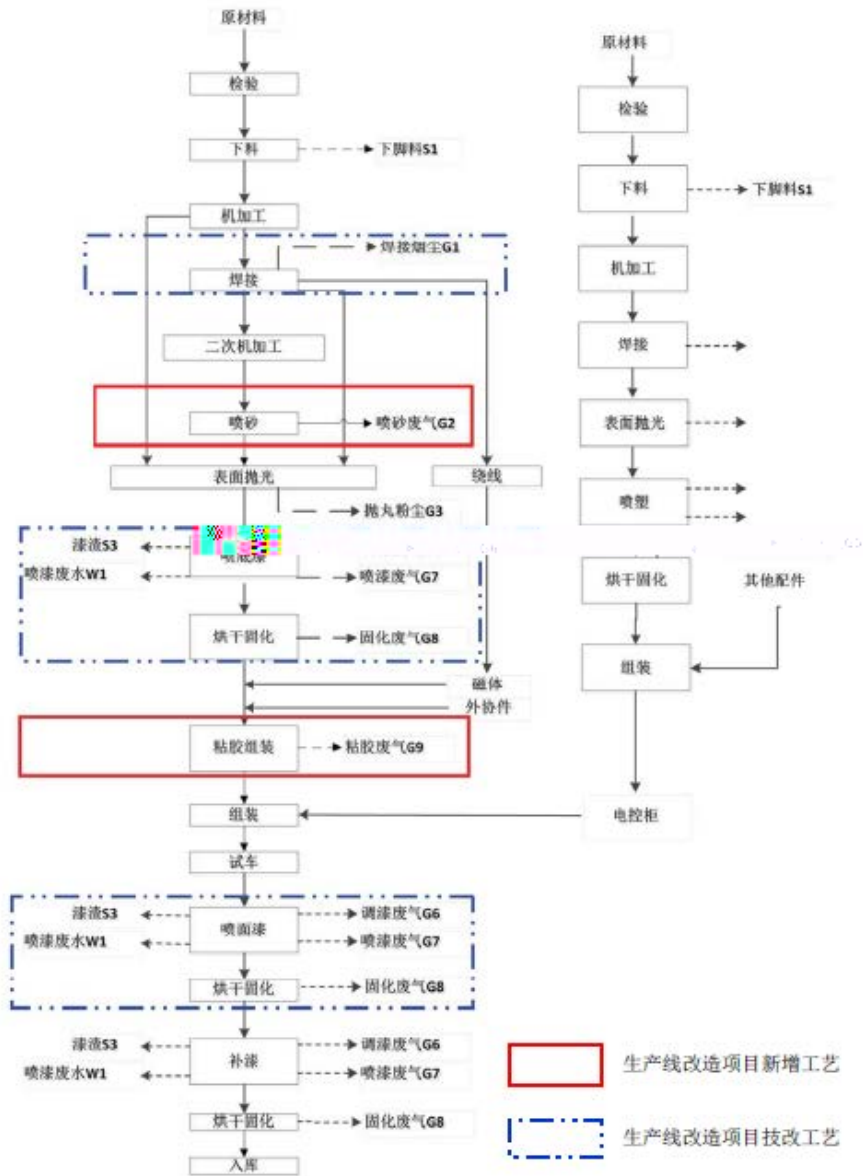 原材料
检验
下料
下脚料S1
机加工
焊接烟尘G1
焊接
二次机加工
喷砂
喷砂废气G2
表面抛光
绕线
抛丸粉尘G3
漆渣S3
喷底漆
喷漆废水W1
喷漆废气G7
烘干固化
固化废气G8
磁体
外协件
粘胶组装
粘胶废气G9
组装
试车
漆渣S3
调漆废气G6
喷面漆
喷漆废水W1
喷漆废气G7
烘干固化
固化废气G8
漆渣S3
调漆废气G6
补漆
喷漆废水W1
喷漆废气G7
烘干固化
固化废气G8
入库
原材料
检验
下料
下脚料S1
机加工
焊接
表面抛光
喷塑
烘干固化
其他配件
组装
电控柜
生产线改造项目新增工艺
生产线改造项目技改工艺